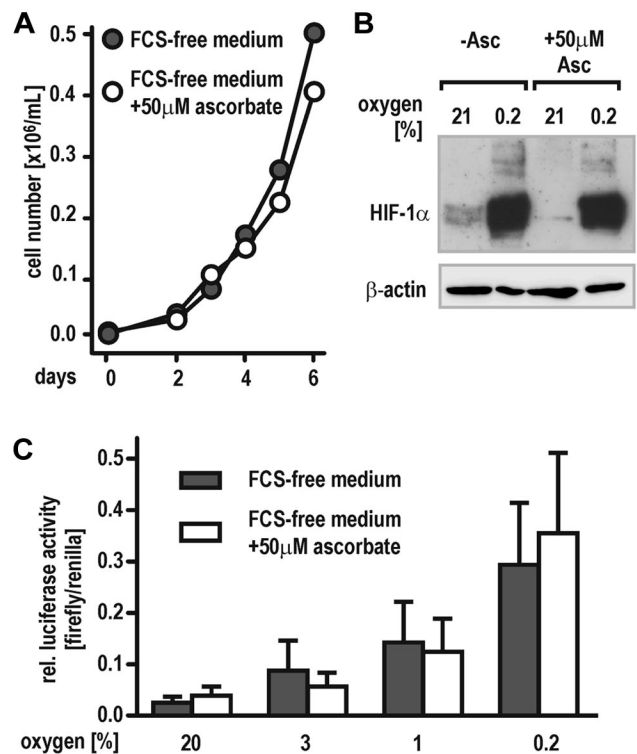 A
0.5
0.4
0.3
0.2
0.1
0.0
cell number [x10⁶/mL]
FCS-free medium
FCS-free medium
+50μM ascorbate
days
0 2 4 6
B
-Asc
+50μM
Asc
oxygen
[%]
21 0.2 21 0.2
HIF-1α
β-actin
C
0.5
0.4
0.3
0.2
0.1
0.0
rel. luciferase activity
[firefly/renilla]
FCS-free medium
FCS-free medium
+50μM ascorbate
oxygen [%]
20 3 1 0.2